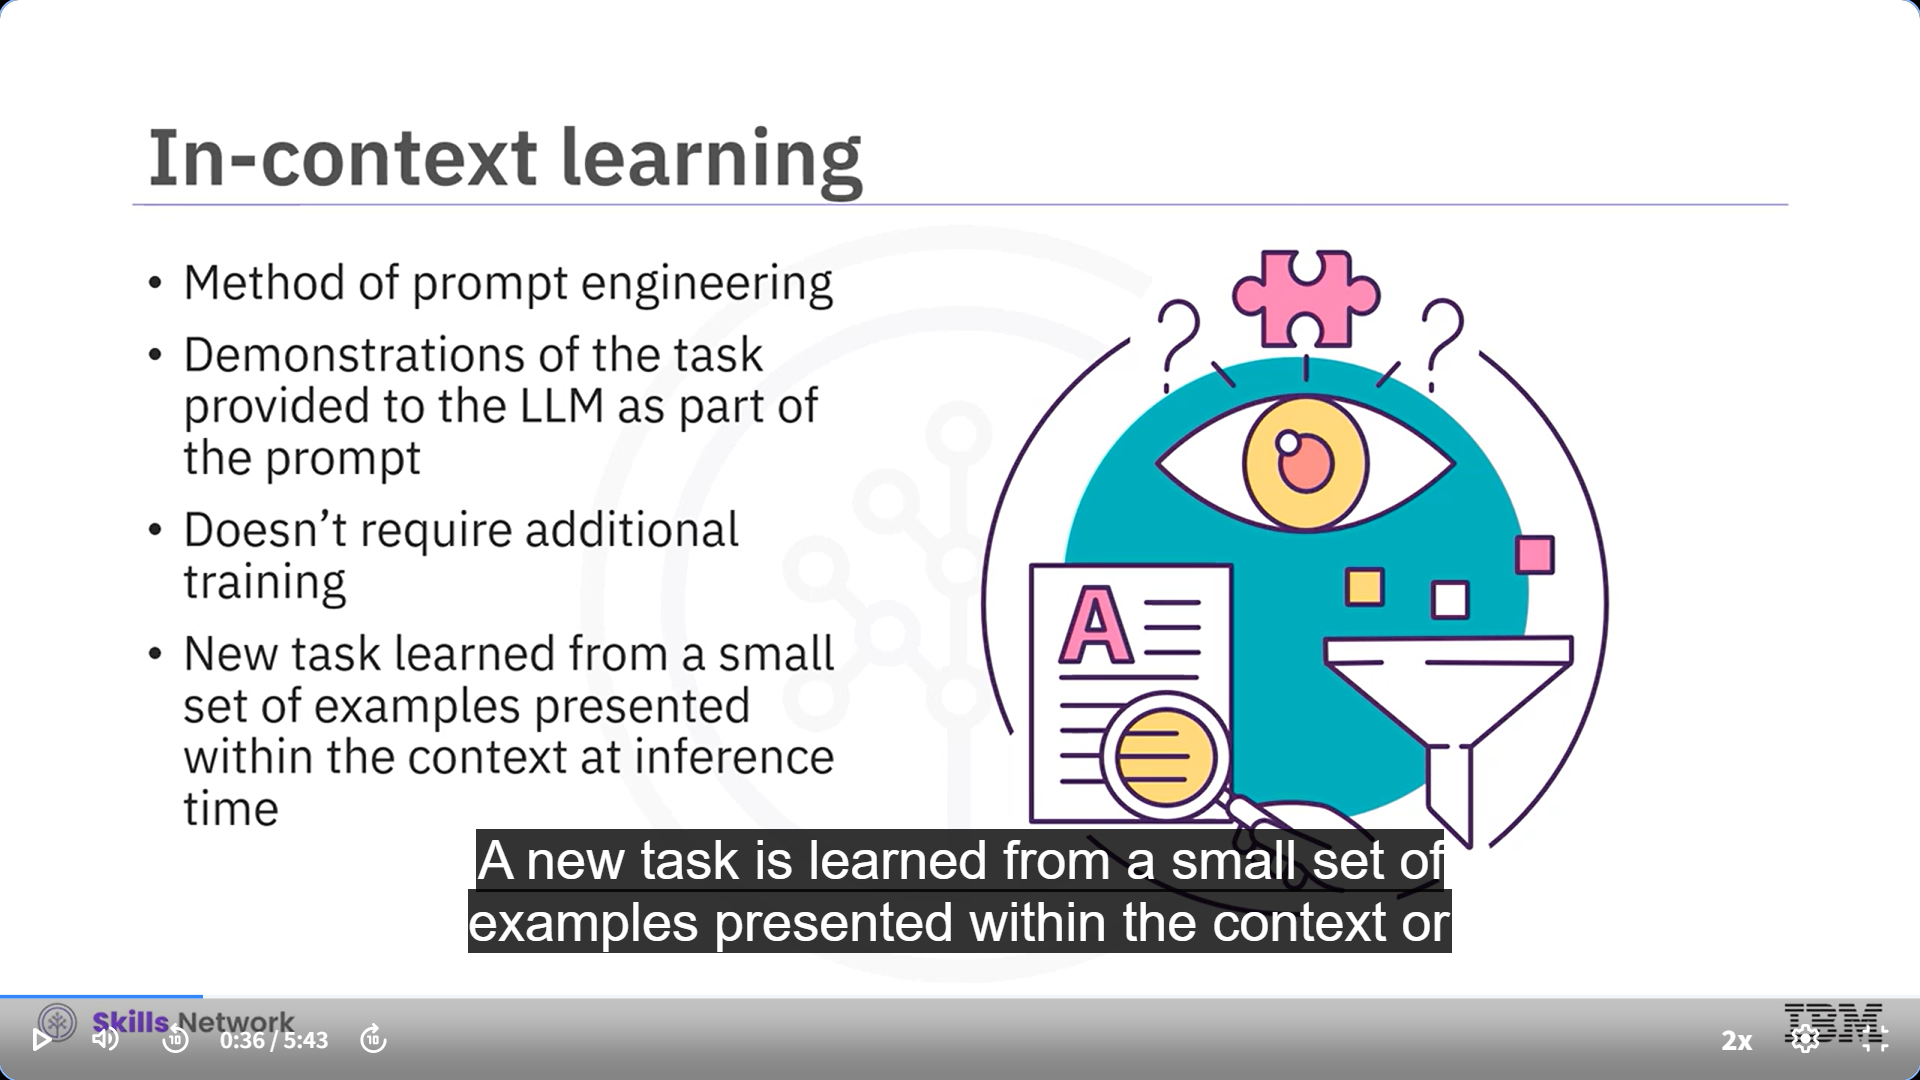 In-context learning
• Method of prompt engineering
• Demonstrations of the task
provided to the LLM as part of
the prompt
• Doesn’t require additional
training
• New task learned from a small
set of examples presented
within the context at inference
time
A
A new task is learned from a small set of
examples presented within the context or
Skills Network
IBM
10
0:36 / 5:43
10
2x